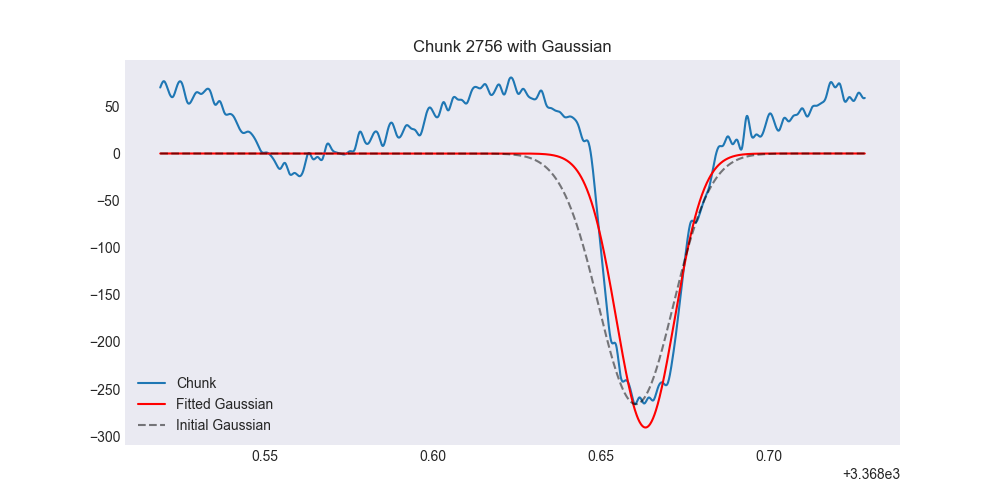 Chunk 2756 with Gaussian
50
0
−50
−100
−150
−200
−250
−300
Chunk
Fitted Gaussian
Initial Gaussian
0.55 0.60 0.65 0.70
+3.368e3